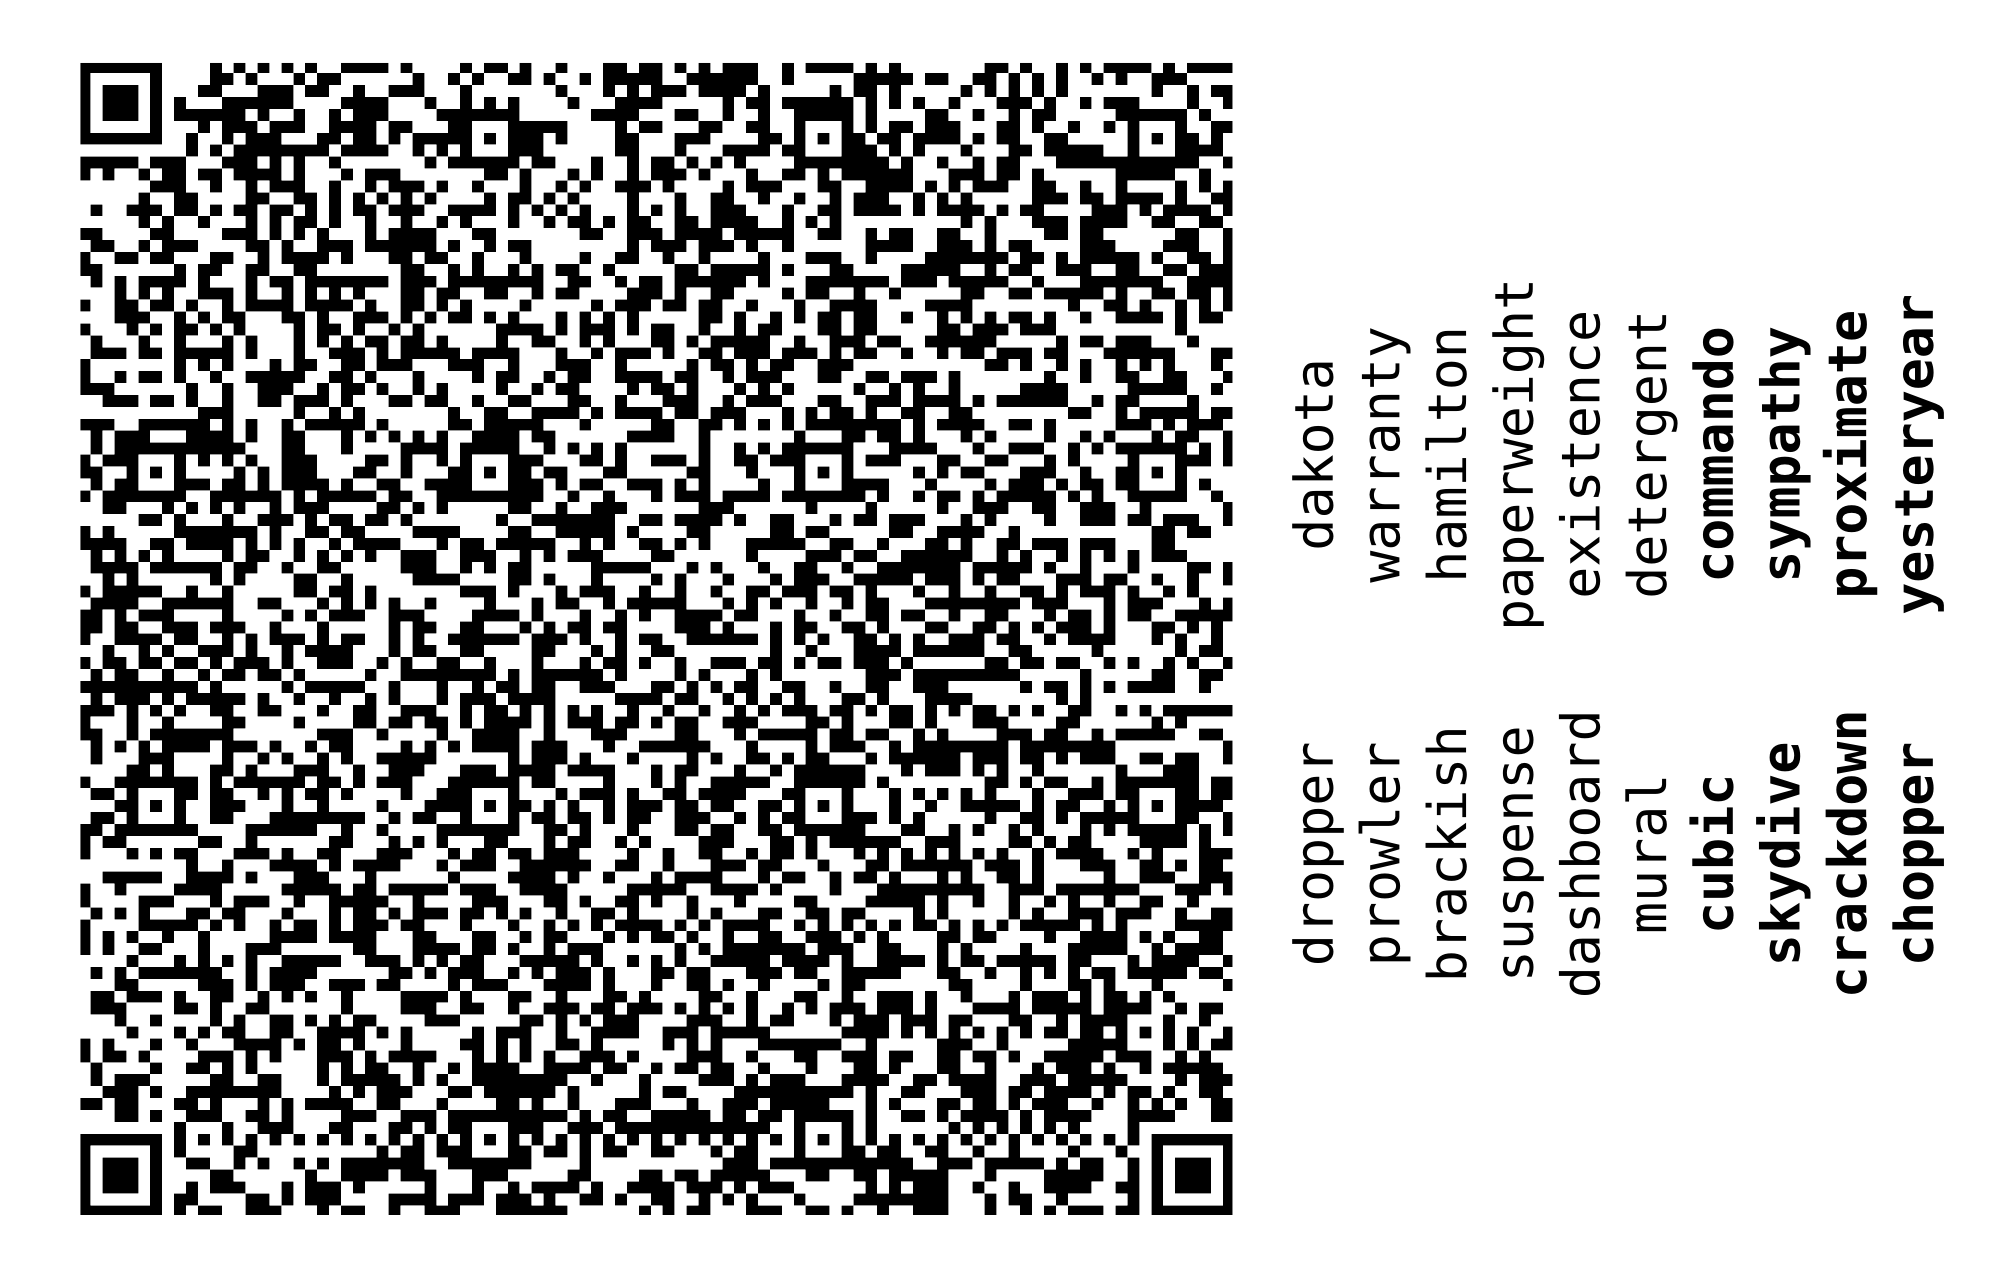 dropper dakota
prowler warranty
brackish hamilton
suspense paperweight
dashboard existence
mural detergent
cubic commando
skydive sympathy
crackdown proximate
chopper yesteryear